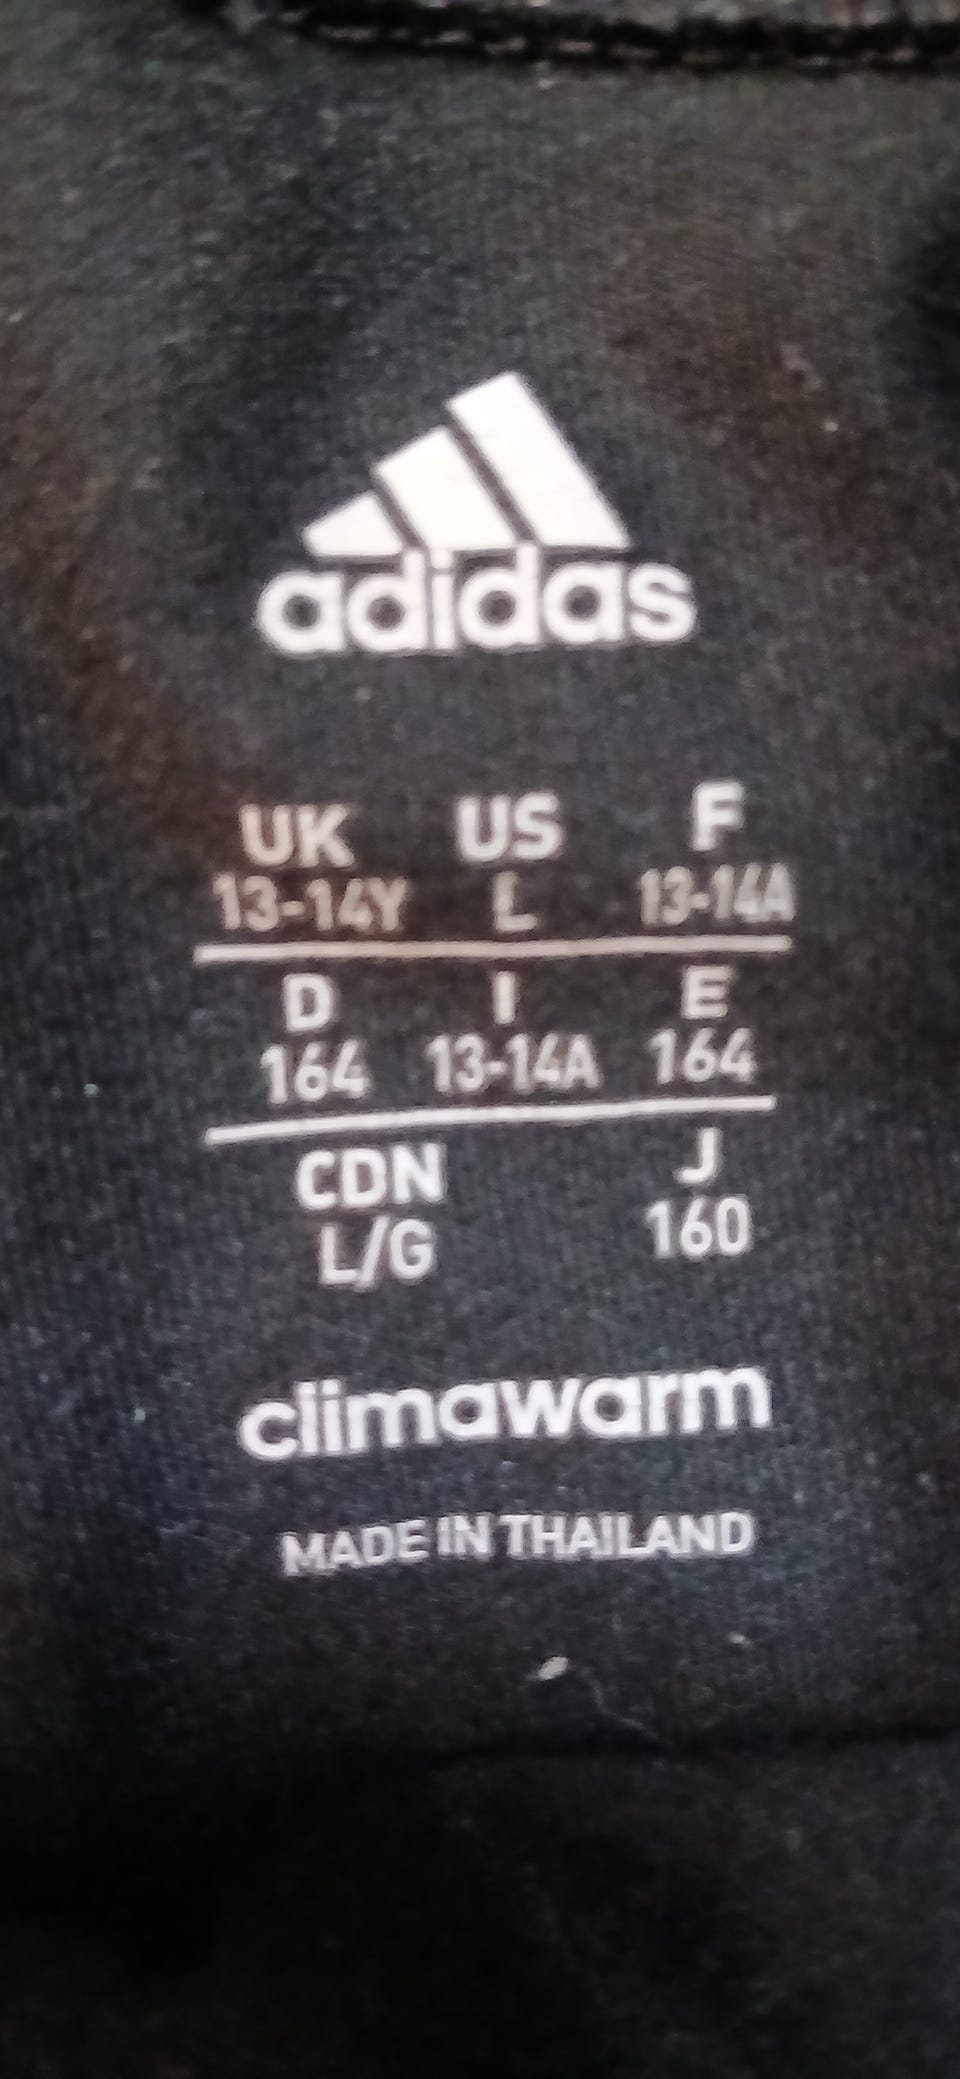 adidas
UK US F
13-14Y L 13-14A
D I E
164 13-14A 164
CDN J
L/G 160
climawarm
MADE IN THAILAND